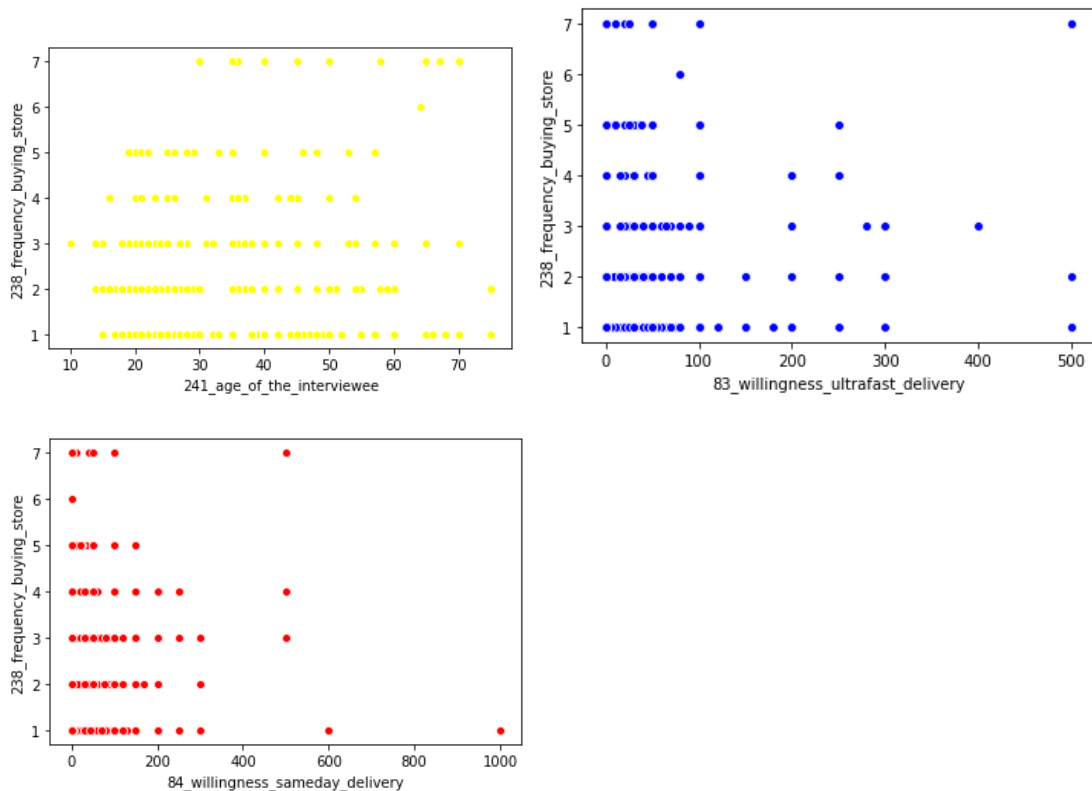 7
6
5
4
3
2
1
238_frequency_buying_store
10 20 30 40 50 60 70
241_age_of_the_interviewee
7
6
5
4
3
2
1
238_frequency_buying_store
0 100 200 300 400 500
83_willingness_ultrafast_delivery
7
6
5
4
3
2
1
238_frequency_buying_store
0 200 400 600 800 1000
84_willingness_sameday_delivery